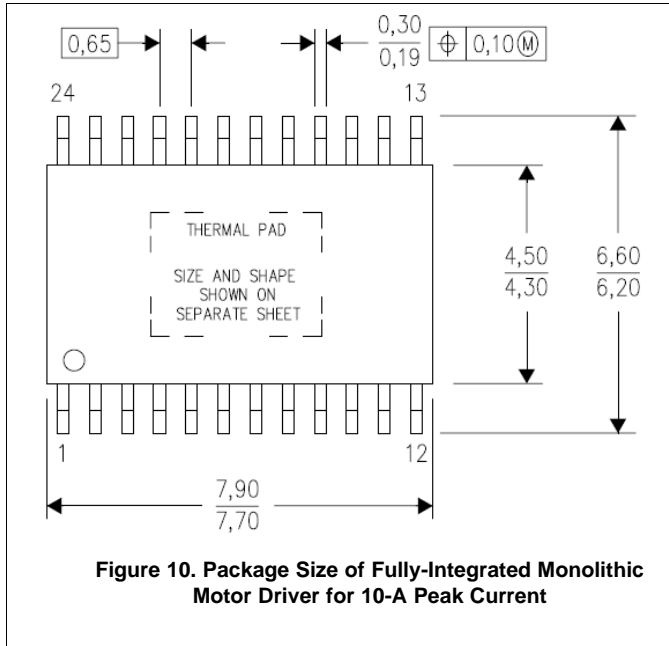 0,65
0,30
0,19
⌖ 0,10 Ⓜ
24
13
THERMAL PAD
SIZE AND SHAPE
SHOWN ON
SEPARATE SHEET
4,50
4,30
6,60
6,20
1
12
7,90
7,70
Figure 10. Package Size of Fully-Integrated Monolithic
Motor Driver for 10-A Peak Current